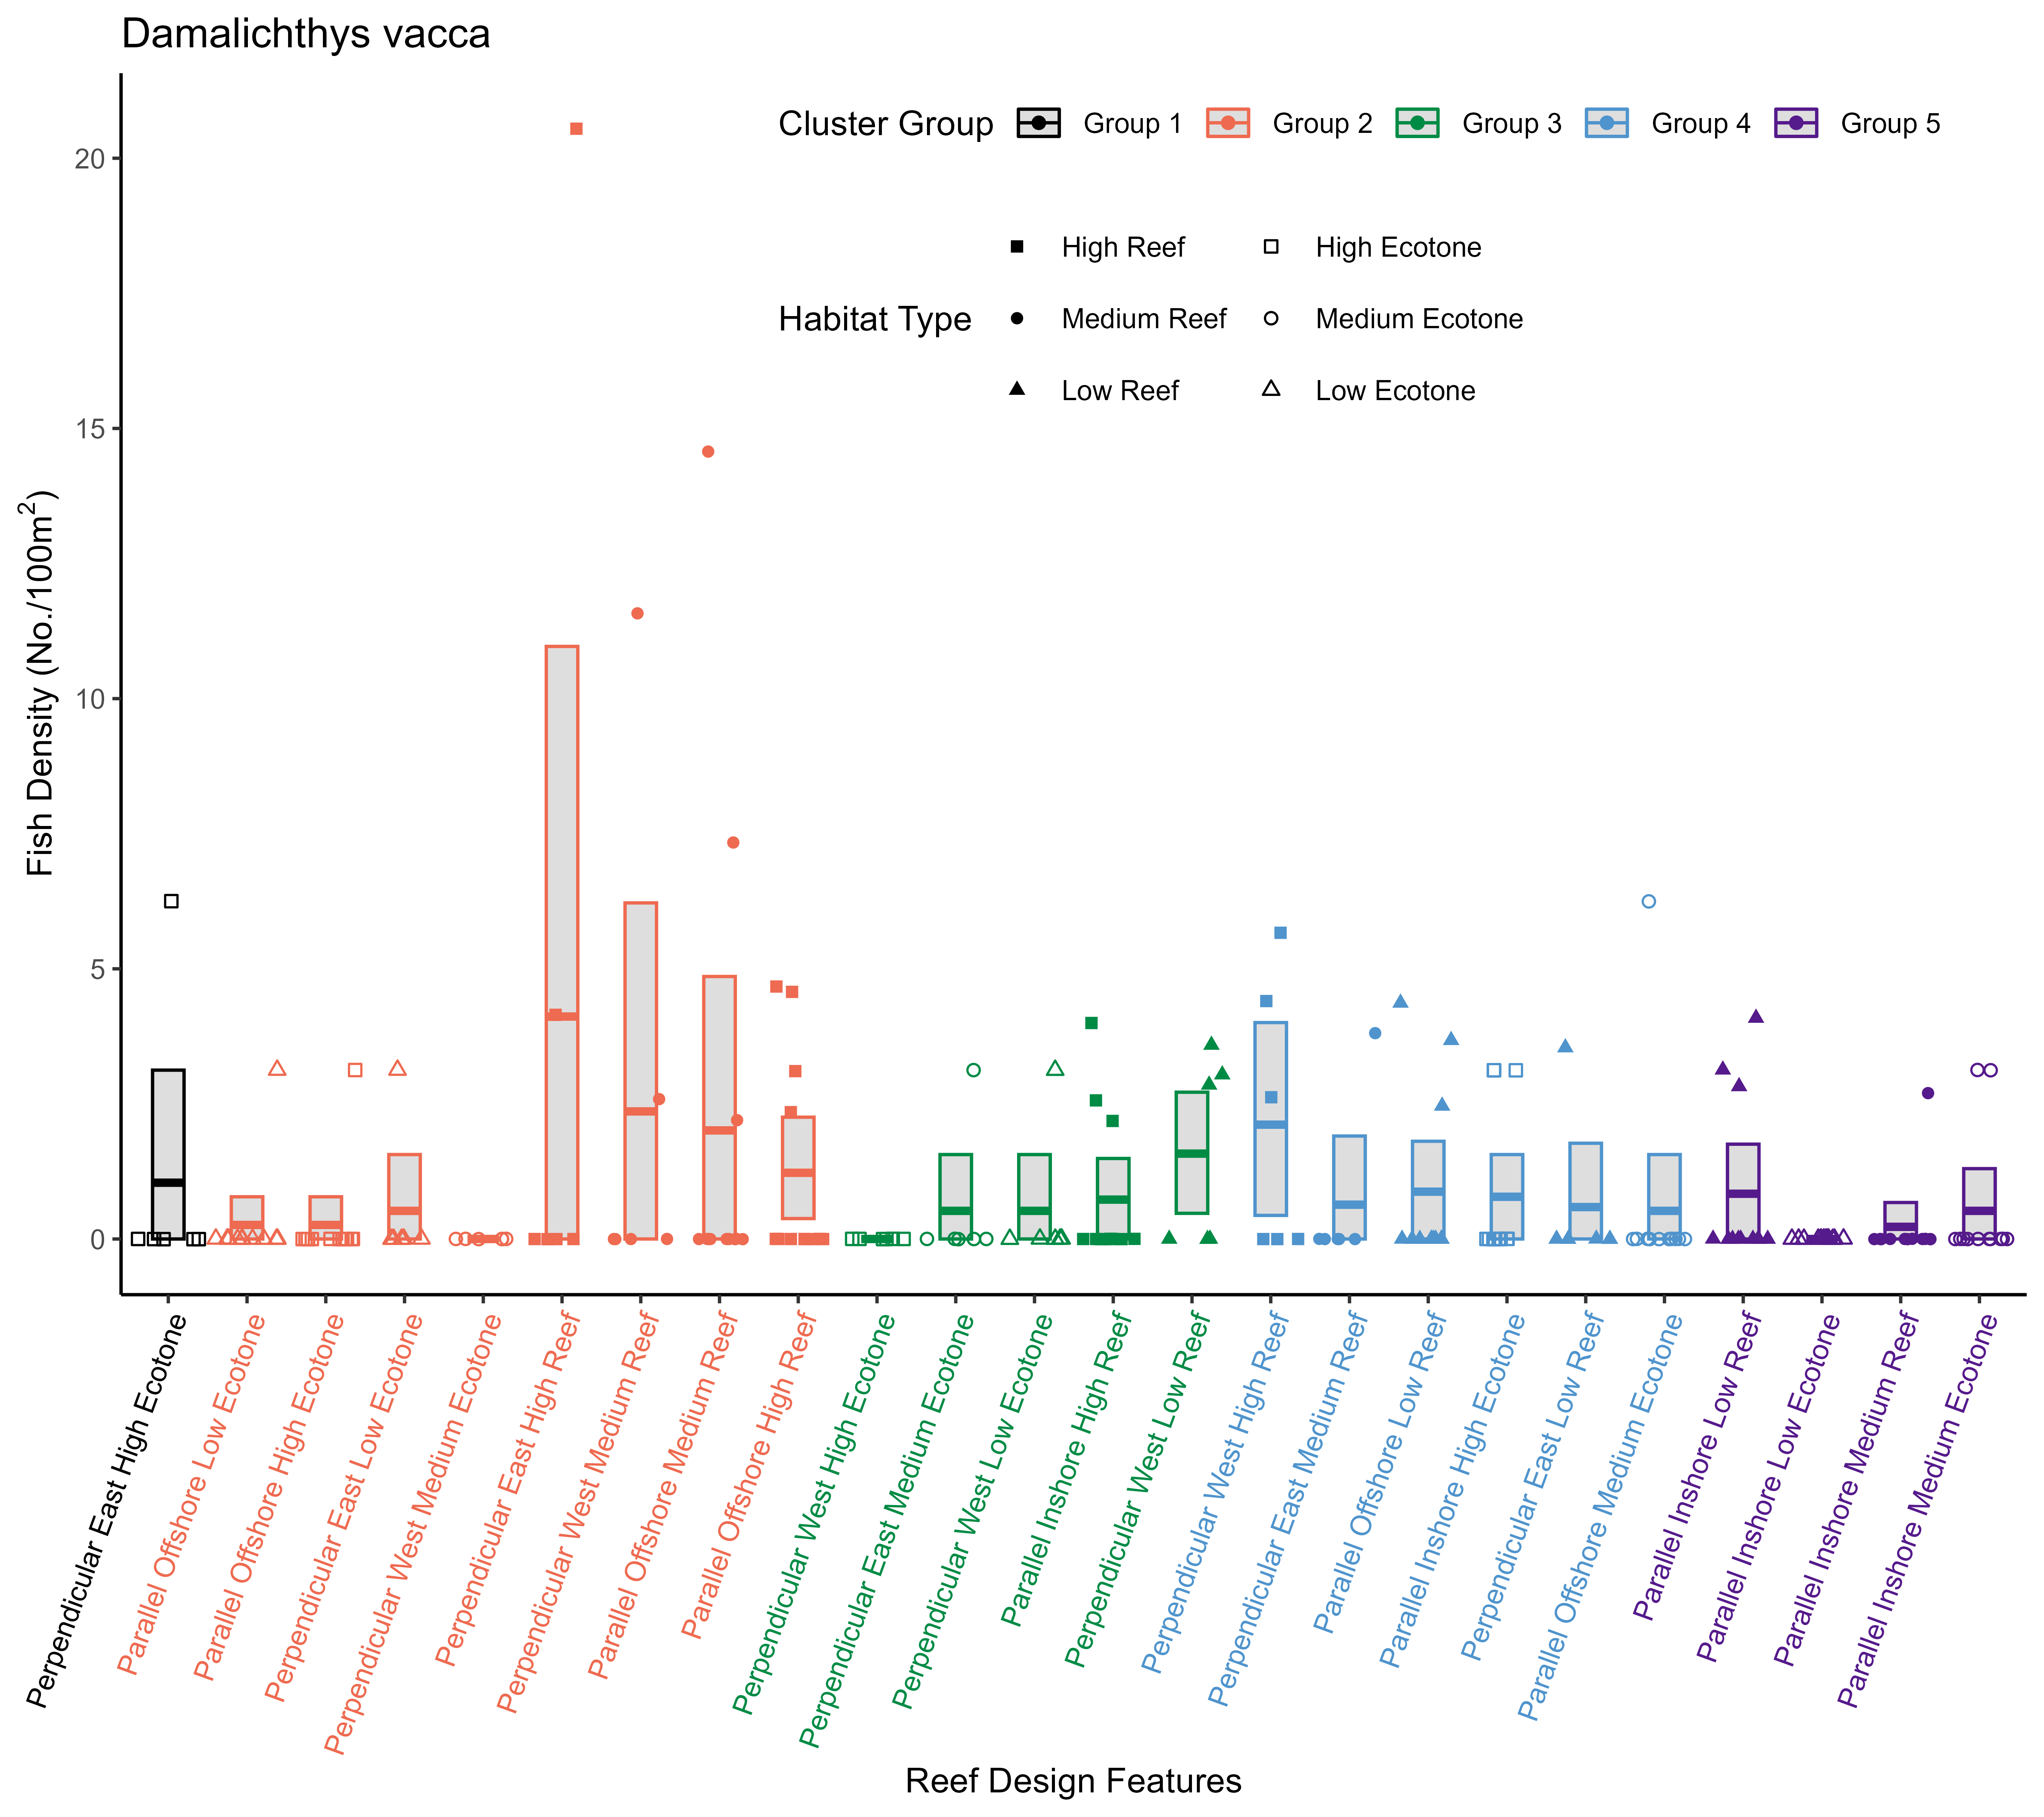 Damalichthys vacca
Cluster Group
Group 1
Group 2
Group 3
Group 4
Group 5
Habitat Type
High Reef
High Ecotone
Medium Reef
Medium Ecotone
Low Reef
Low Ecotone
Fish Density (No./100m²)
20
15
10
5
0
Perpendicular East High Ecotone
Parallel Offshore Low Ecotone
Parallel Offshore High Ecotone
Perpendicular East Low Ecotone
Perpendicular West Medium Ecotone
Perpendicular East High Reef
Perpendicular West Medium Reef
Parallel Offshore Medium Reef
Parallel Offshore High Reef
Perpendicular West High Ecotone
Perpendicular East Medium Ecotone
Perpendicular West Low Ecotone
Parallel Inshore High Reef
Perpendicular West Low Reef
Perpendicular West High Reef
Perpendicular East Medium Reef
Parallel Offshore Low Reef
Parallel Inshore High Ecotone
Perpendicular East Low Reef
Parallel Offshore Medium Ecotone
Parallel Inshore Low Reef
Parallel Inshore Low Ecotone
Parallel Inshore Medium Reef
Parallel Inshore Medium Ecotone
Reef Design Features